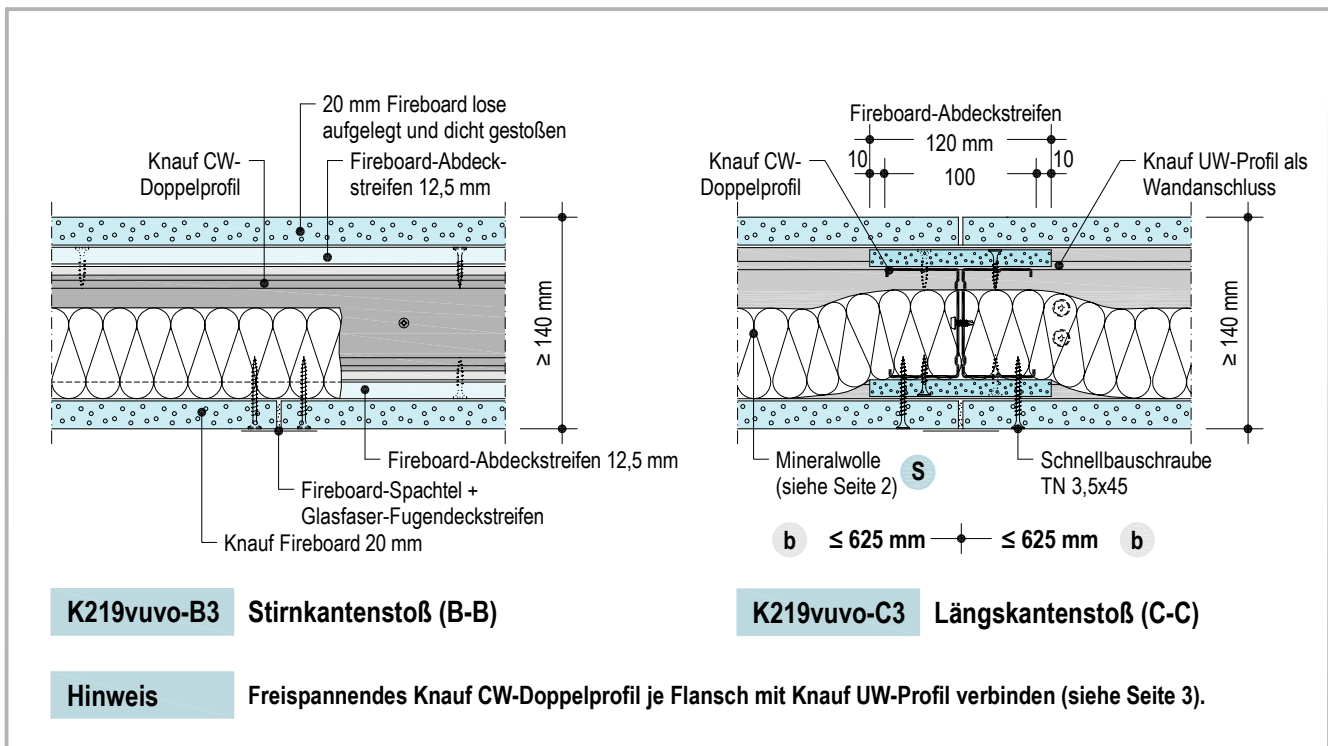 20 mm Fireboard lose
aufgelegt und dicht gestoßen
Knauf CW-
Doppelprofil
Fireboard-Abdeck-
streifen 12,5 mm
≥ 140 mm
Fireboard-Abdeckstreifen 12,5 mm
Fireboard-Spachtel +
Glasfaser-Fugendeckstreifen
Knauf Fireboard 20 mm
K219vuvo-B3 Stirnkantenstoß (B-B)
Fireboard-Abdeckstreifen
120 mm
10 100 10
Knauf CW-
Doppelprofil
Knauf UW-Profil als
Wandanschluss
≥ 140 mm
Mineralwolle
(siehe Seite 2) S
Schnellbauschraube
TN 3,5x45
b ≤ 625 mm ≤ 625 mm b
K219vuvo-C3 Längskantenstoß (C-C)
Hinweis Freispannendes Knauf CW-Doppelprofil je Flansch mit Knauf UW-Profil verbinden (siehe Seite 3).